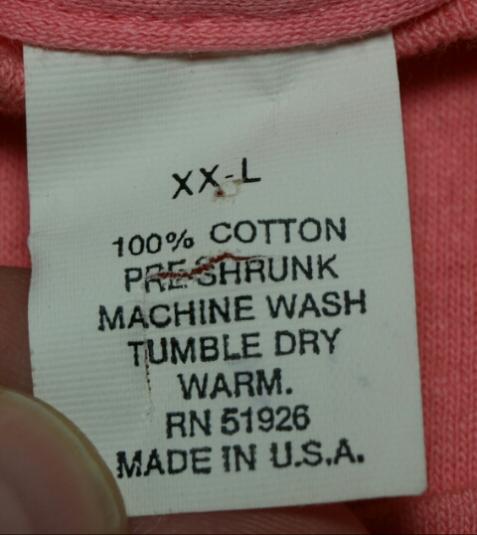 XX-L
100% COTTON
PRE-SHRUNK
MACHINE WASH
TUMBLE DRY
WARM.
RN 51926
MADE IN U.S.A.